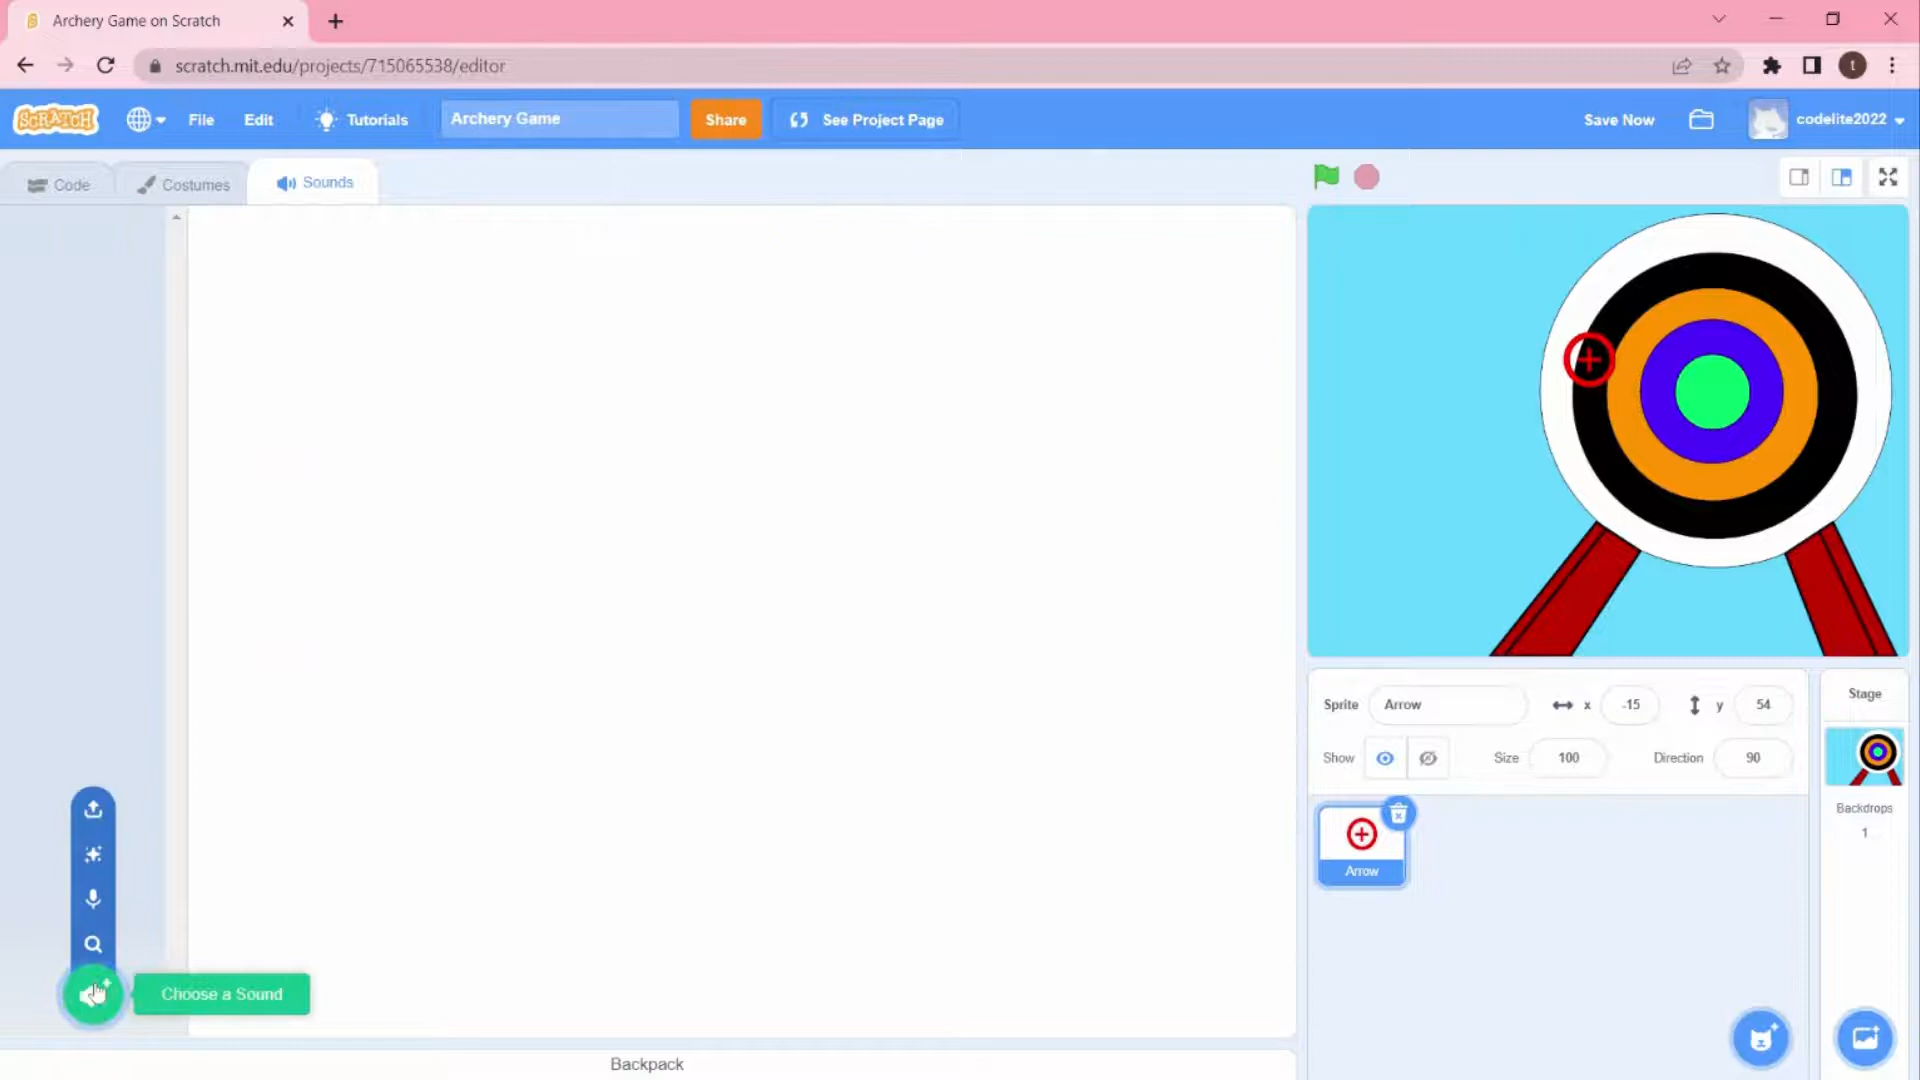 Archery Game on Scratch
scratch.mit.edu/projects/715065538/editor
t
SCRATCH
File
Edit
Tutorials
Archery Game
Share
See Project Page
Save Now
codelite2022
Code
Costumes
Sounds
Sprite
Arrow
x
-15
y
54
Show
Size
100
Direction
90
Stage
Backdrops
1
Arrow
Choose a Sound
Backpack